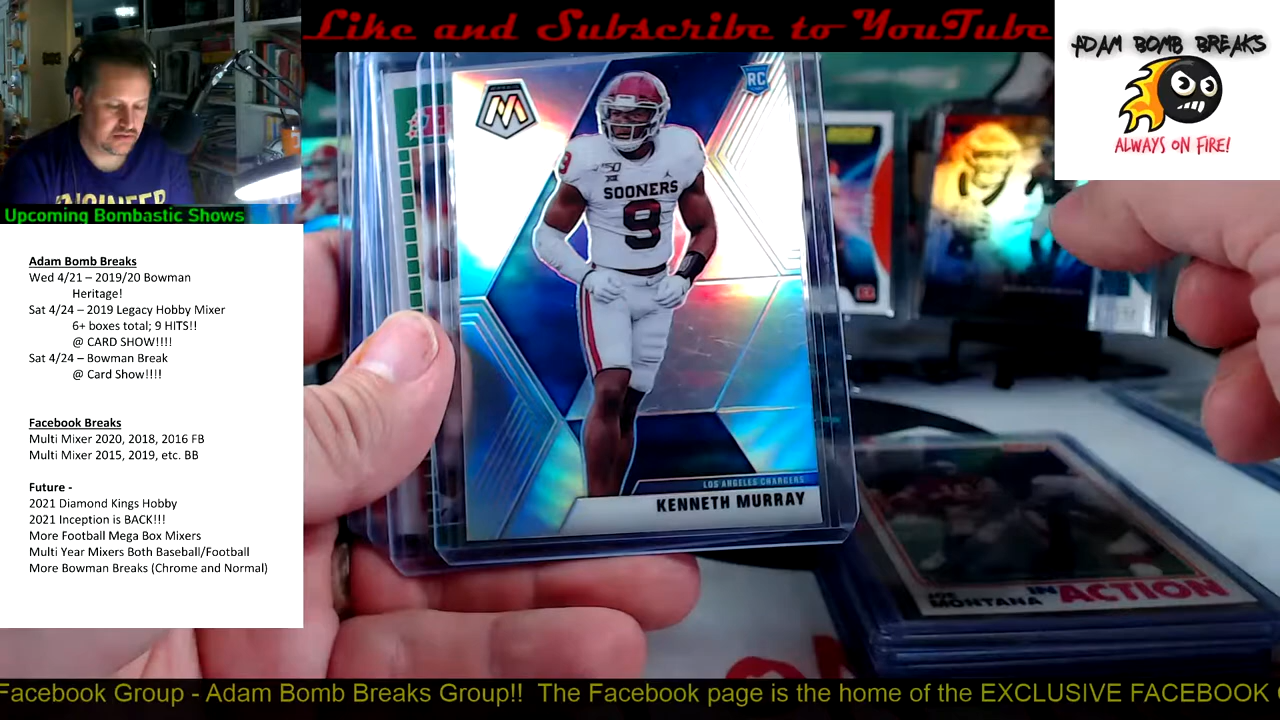 Like and Subscribe to YouTube
ADAM BOMB BREAKS
ALWAYS ON FIRE!
Upcoming Bombastic Shows
Adam Bomb Breaks
Wed 4/21 – 2019/20 Bowman
Heritage!
Sat 4/24 – 2019 Legacy Hobby Mixer
6+ boxes total; 9 HITS!!
@ CARD SHOW!!!!
Sat 4/24 – Bowman Break
@ Card Show!!!!
Facebook Breaks
Multi Mixer 2020, 2018, 2016 FB
Multi Mixer 2015, 2019, etc. BB
Future -
2021 Diamond Kings Hobby
2021 Inception is BACK!!!
More Football Mega Box Mixers
Multi Year Mixers Both Baseball/Football
More Bowman Breaks (Chrome and Normal)
RC
150
SOONERS
9
LOS ANGELES CHARGERS
KENNETH MURRAY
JOE MONTANA IN ACTION
Facebook Group - Adam Bomb Breaks Group!! The Facebook page is the home of the EXCLUSIVE FACEBOOK